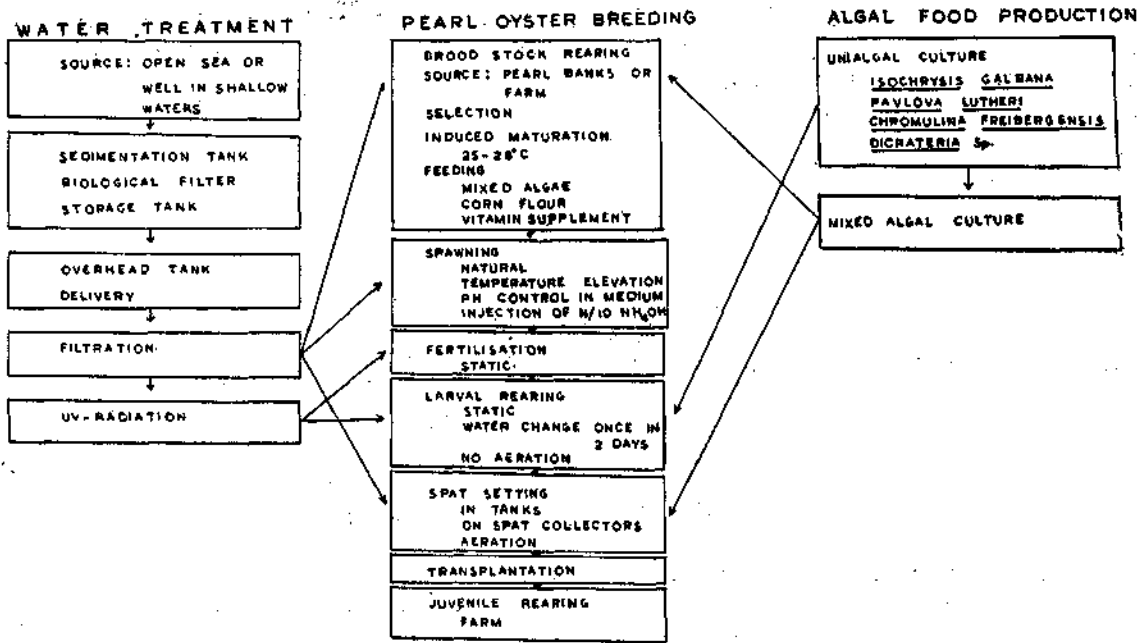 WATER TREATMENT
SOURCE: OPEN SEA OR
WELL IN SHALLOW
WATERS
SEDIMENTATION TANK
BIOLOGICAL FILTER
STORAGE TANK
OVERHEAD TANK
DELIVERY
FILTRATION
UV-RADIATION
PEARL OYSTER BREEDING
BROOD STOCK REARING
SOURCE: PEARL BANKS OR
FARM
SELECTION
INDUCED MATURATION
25-28°C
FEEDING
MIXED ALGAE
CORN FLOUR
VITAMIN SUPPLEMENT
SPAWNING
NATURAL
TEMPERATURE ELEVATION
PH CONTROL IN MEDIUM
INJECTION OF N/10 NH4OH
FERTILISATION
STATIC
LARVAL REARING
STATIC
WATER CHANGE ONCE IN
2 DAYS
NO AERATION
SPAT SETTING
IN TANKS
ON SPAT COLLECTORS
AERATION
TRANSPLANTATION
JUVENILE REARING
FARM
ALGAL FOOD PRODUCTION
UNIALGAL CULTURE
ISOCHRYSIS GALBANA
PAVLOVA LUTHERI
CHROMULINA FREIBERGENSIS
DICRATERIA Sp.
MIXED ALGAL CULTURE